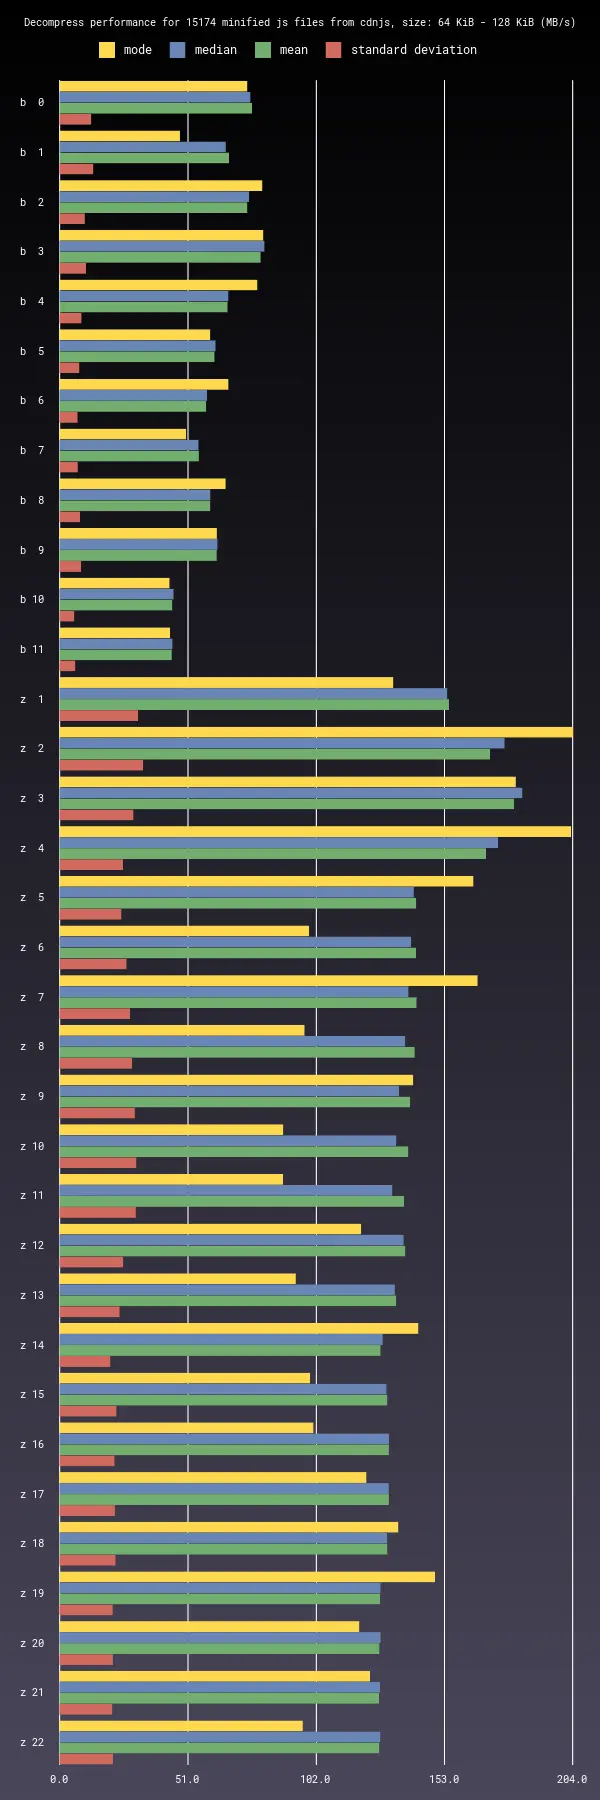 Decompress performance for 15174 minified js files from cdnjs, size: 64 KiB - 128 KiB (MB/s)
mode median mean standard deviation
b 0
b 1
b 2
b 3
b 4
b 5
b 6
b 7
b 8
b 9
b 10
b 11
z 1
z 2
z 3
z 4
z 5
z 6
z 7
z 8
z 9
z 10
z 11
z 12
z 13
z 14
z 15
z 16
z 17
z 18
z 19
z 20
z 21
z 22
0.0 51.0 102.0 153.0 204.0